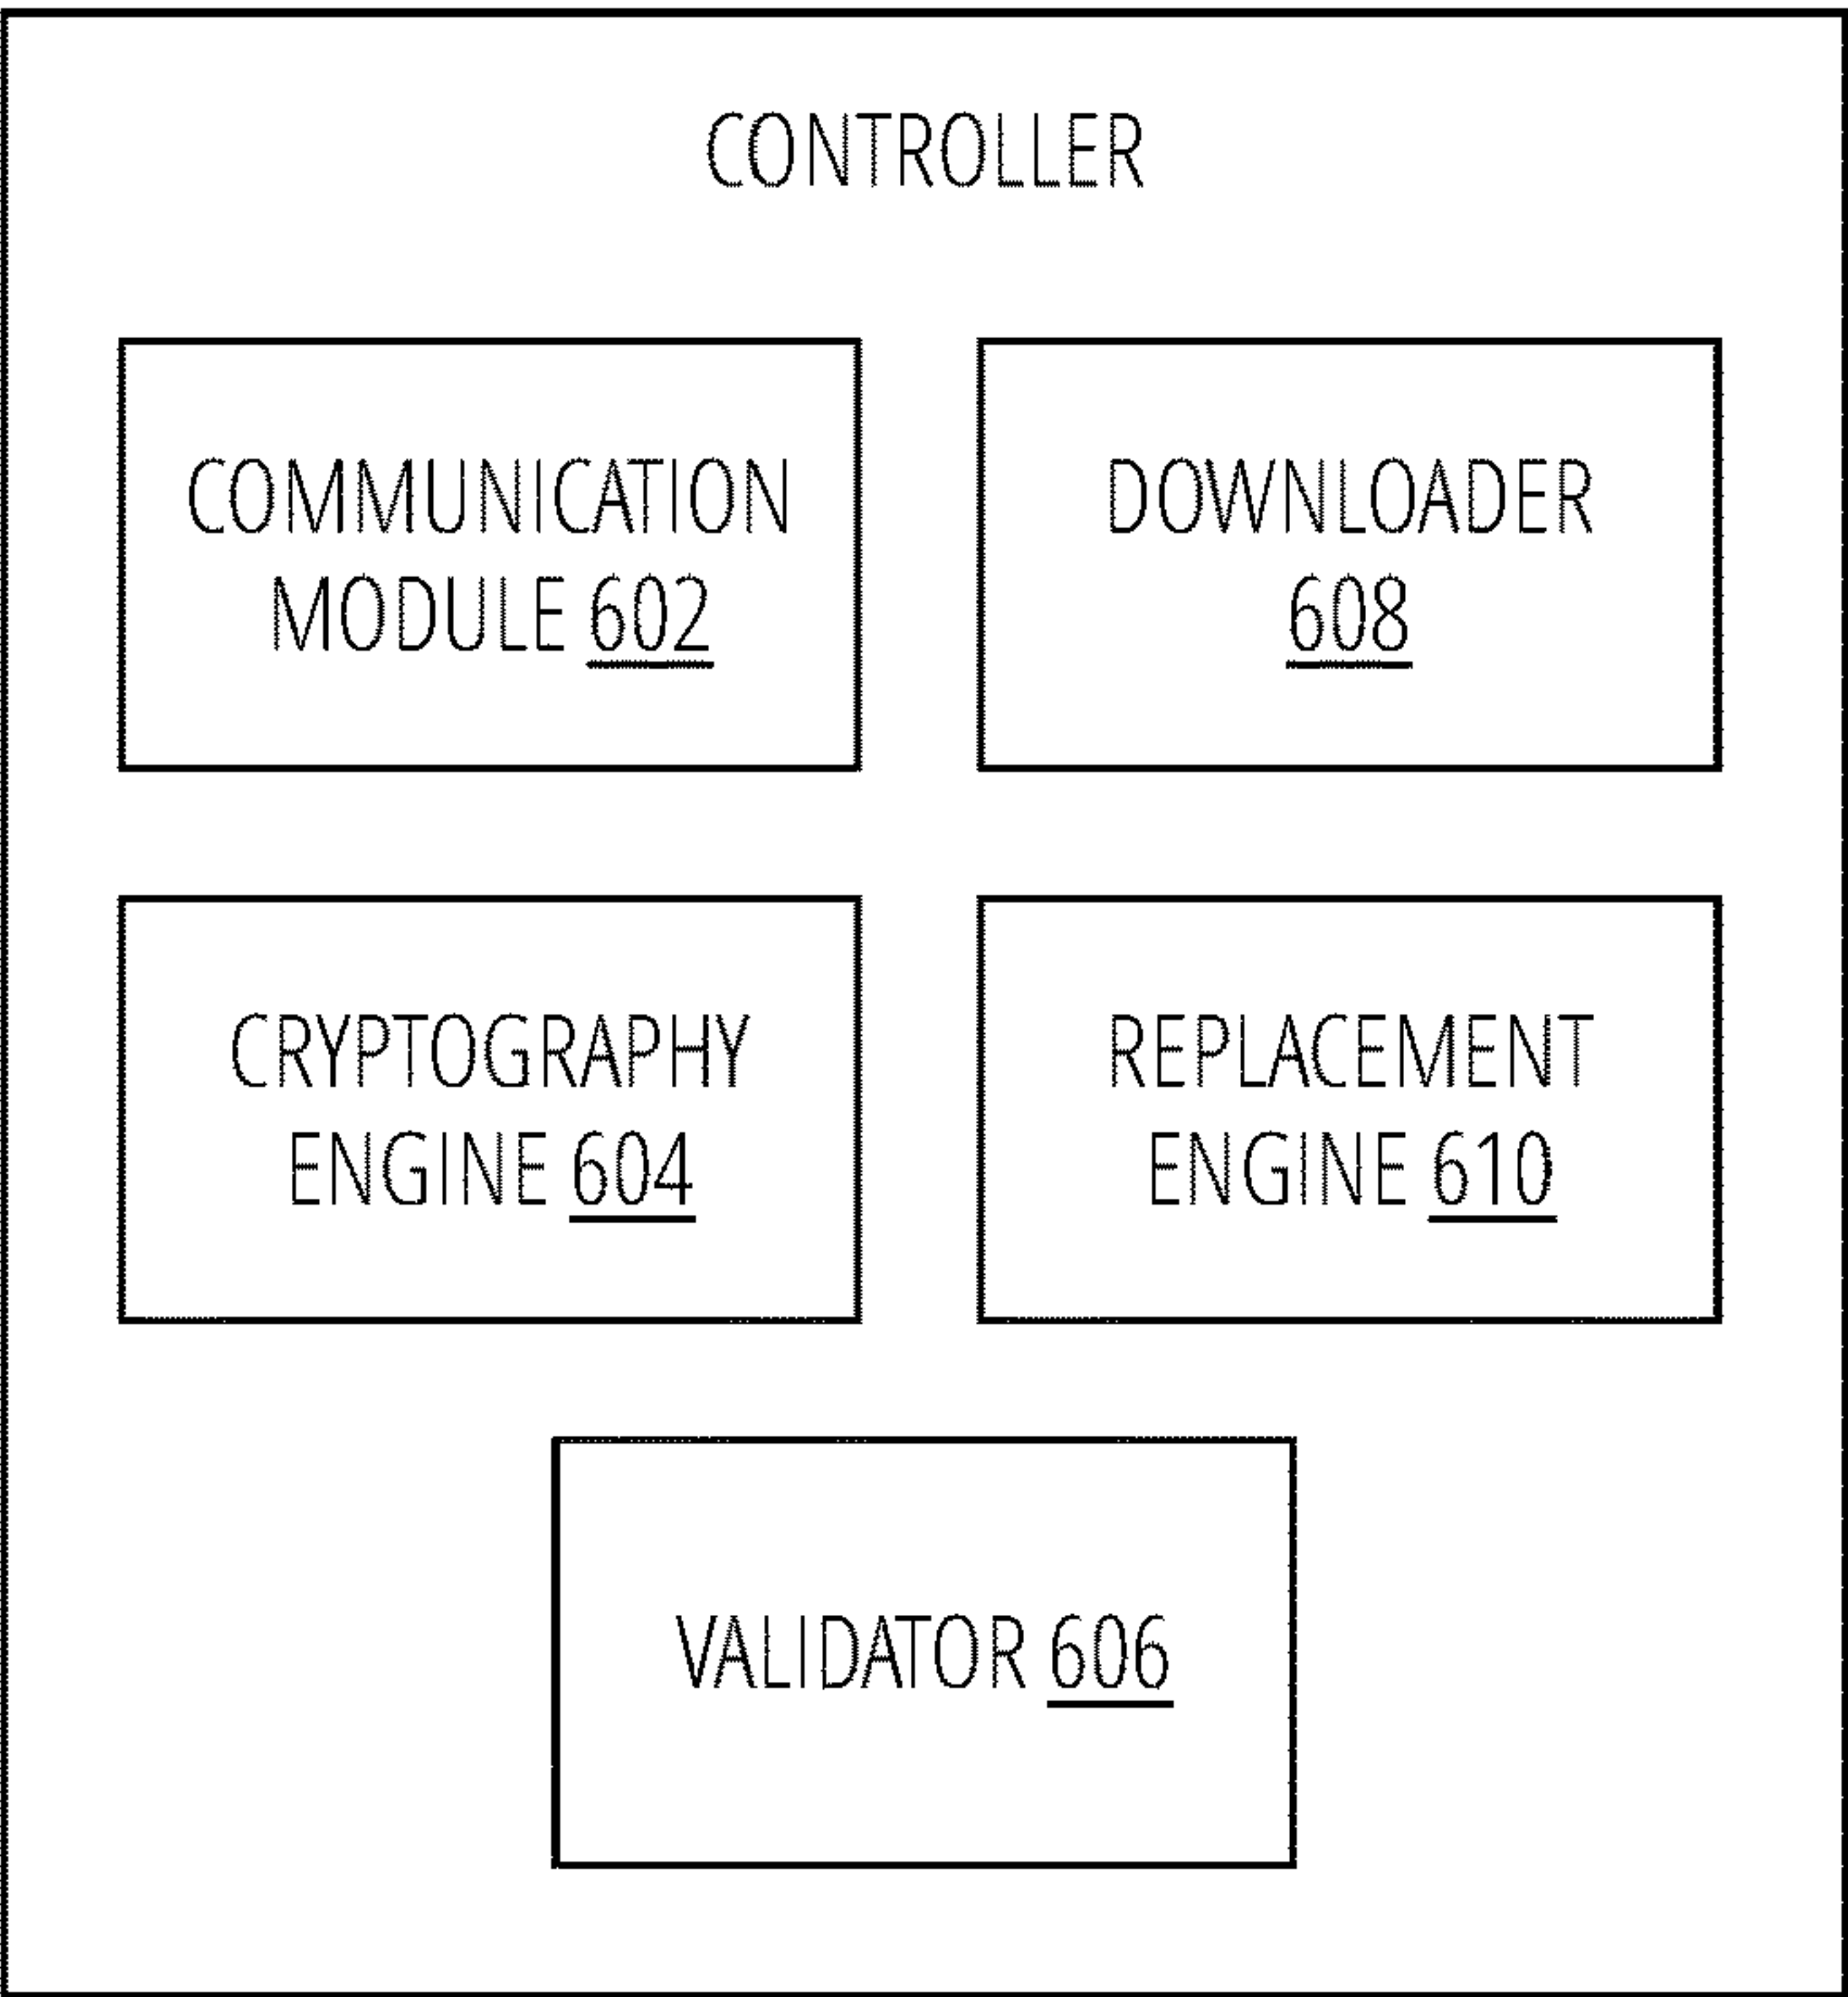 CONTROLLER
COMMUNICATION
MODULE 602
DOWNLOADER
608
CRYPTOGRAPHY
ENGINE 604
REPLACEMENT
ENGINE 610
VALIDATOR 606